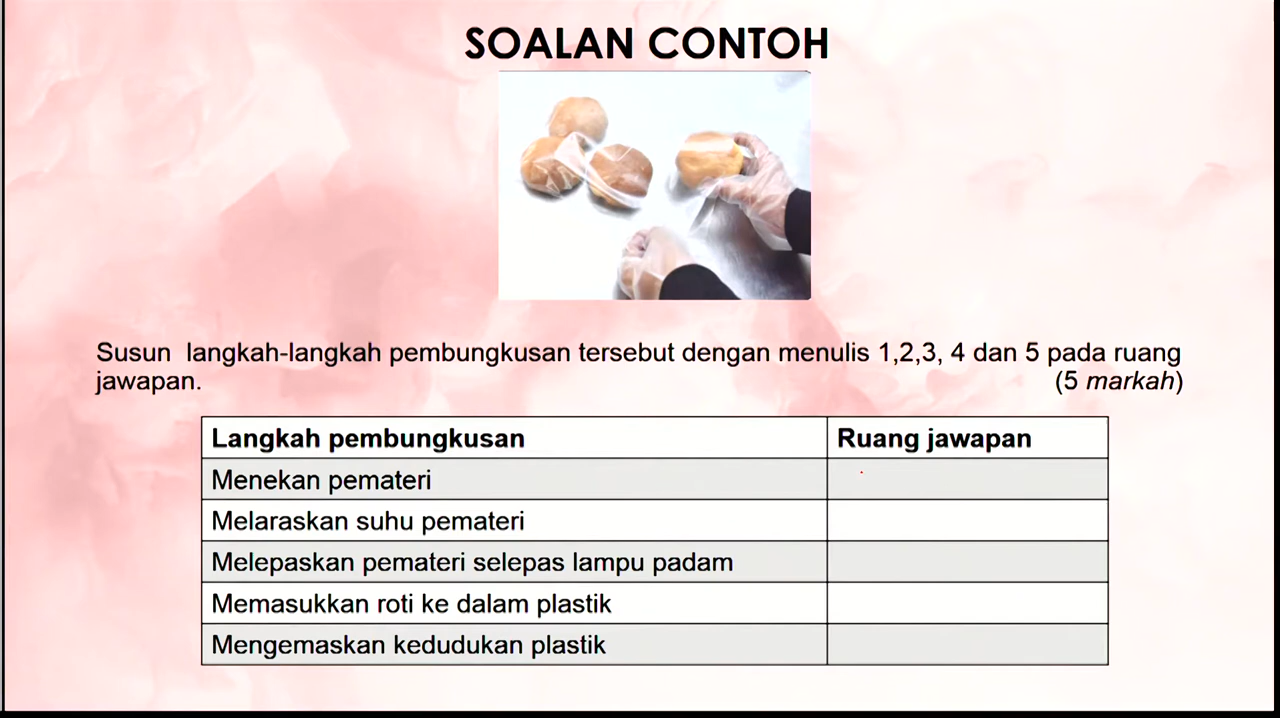 SOALAN CONTOH
Susun langkah-langkah pembungkusan tersebut dengan menulis 1,2,3, 4 dan 5 pada ruang
jawapan. (5 markah)
Langkah pembungkusan Ruang jawapan
Menekan pemateri
Melaraskan suhu pemateri
Melepaskan pemateri selepas lampu padam
Memasukkan roti ke dalam plastik
Mengemaskan kedudukan plastik